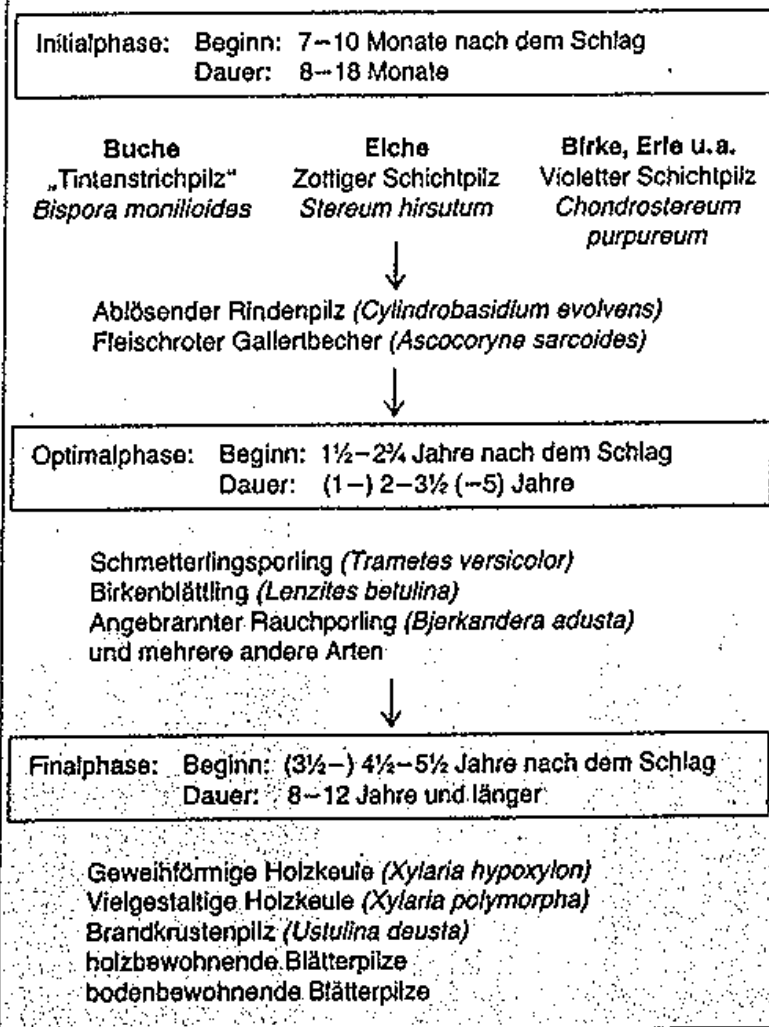 Initialphase: Beginn: 7–10 Monate nach dem Schlag
Dauer: 8–18 Monate
Buche
„Tintenstrichpilz“
Bispora monilioides
Eiche
Zottiger Schichtpilz
Stereum hirsutum
Birke, Erle u.a.
Violetter Schichtpilz
Chondrostereum
purpureum
Ablösender Rindenpilz (Cylindrobasidium evolvens)
Fleischroter Gallertbecher (Ascocoryne sarcoides)
Optimalphase: Beginn: 1½–2¾ Jahre nach dem Schlag
Dauer: (1–) 2–3½ (–5) Jahre
Schmetterlingsporling (Trametes versicolor)
Birkenblättling (Lenzites betulina)
Angebrannter Rauchporling (Bjerkandera adusta)
und mehrere andere Arten
Finalphase: Beginn: (3½–) 4½–5½ Jahre nach dem Schlag
Dauer: 8–12 Jahre und länger
Geweihförmige Holzkeule (Xylaria hypoxylon)
Vielgestaltige Holzkeule (Xylaria polymorpha)
Brandkrustenpilz (Ustulina deusta)
holzbewohnende Blätterpilze
bodenbewohnende Blätterpilze